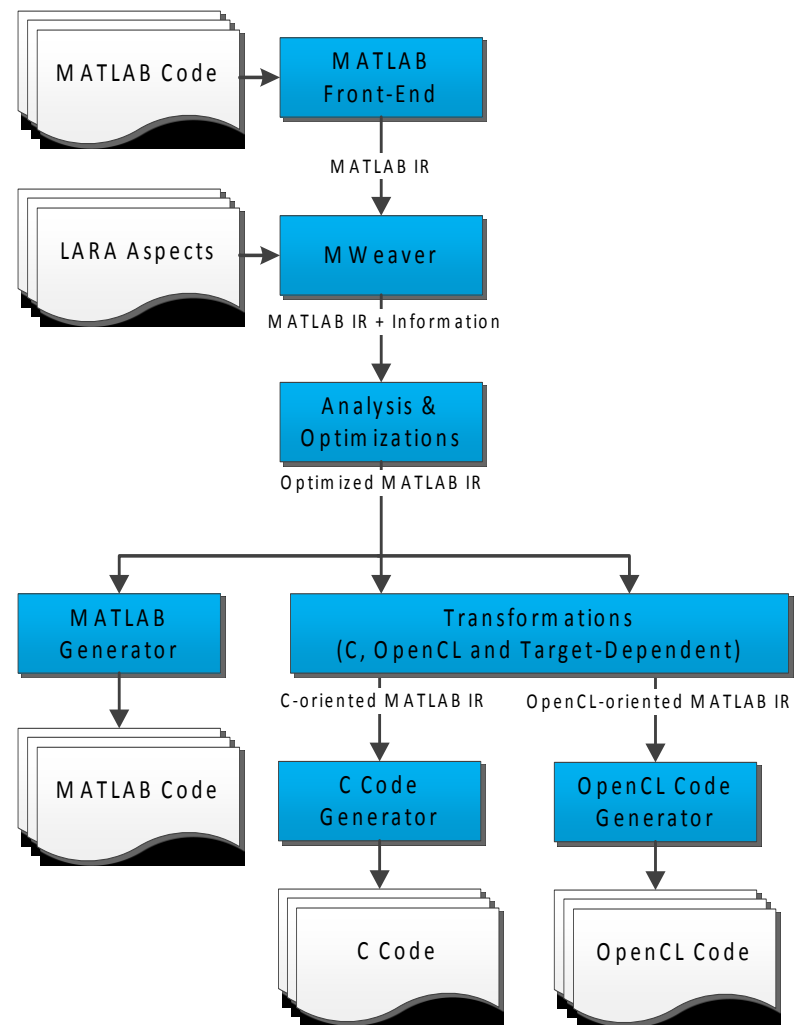 MATLAB Code
MATLAB
Front-End
MATLAB IR
LARA Aspects
MWeaver
MATLAB IR + Information
Analysis &
Optimizations
Optimized MATLAB IR
MATLAB
Generator
Transformations
(C, OpenCL and Target-Dependent)
C-oriented MATLAB IR
OpenCL-oriented MATLAB IR
MATLAB Code
C Code
Generator
OpenCL Code
Generator
C Code
OpenCL Code